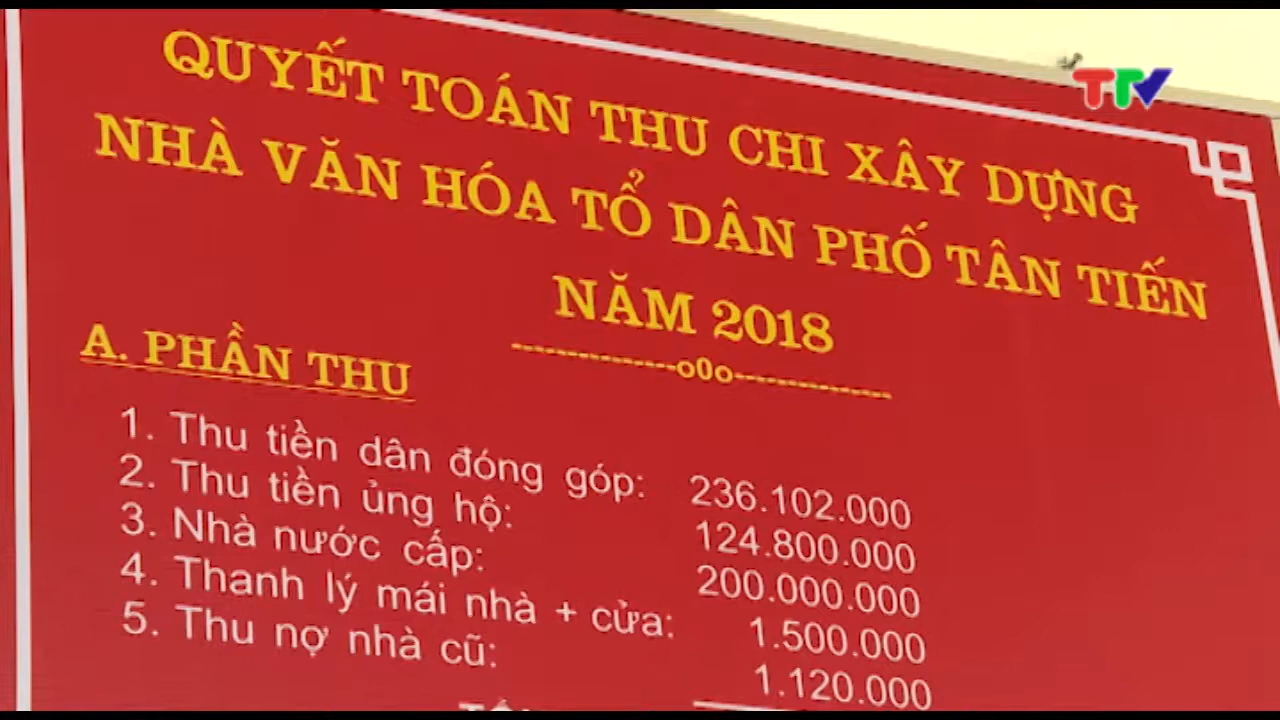 TTV
QUYẾT TOÁN THU CHI XÂY DỰNG
NHÀ VĂN HÓA TỔ DÂN PHỐ TÂN TIẾN
NĂM 2018
---------------o0o---------------
A. PHẦN THU
1. Thu tiền dân đóng góp: 236.102.000
2. Thu tiền ủng hộ: 124.800.000
3. Nhà nước cấp: 200.000.000
4. Thanh lý mái nhà + cửa: 1.500.000
5. Thu nợ nhà cũ: 1.120.000